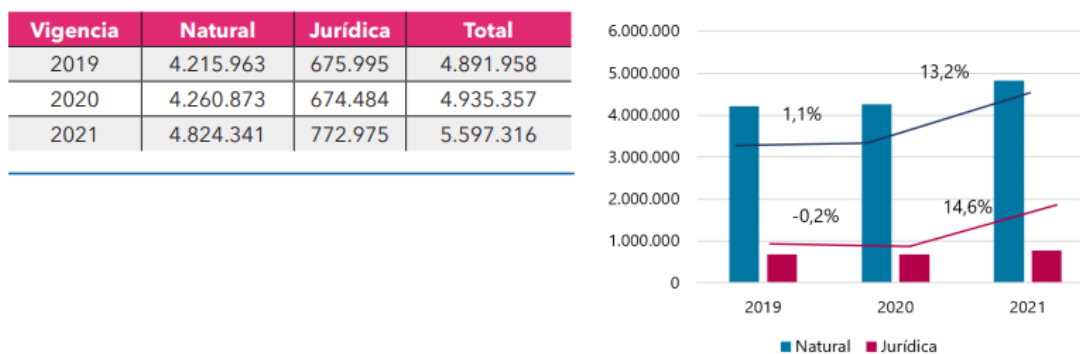 Vigencia Natural Jurídica Total
2019 4.215.963 675.995 4.891.958
2020 4.260.873 674.484 4.935.357
2021 4.824.341 772.975 5.597.316
6.000.000
5.000.000
4.000.000
3.000.000
2.000.000
1.000.000
0
13,2%
1,1%
-0,2%
14,6%
2019 2020 2021
Natural Jurídica